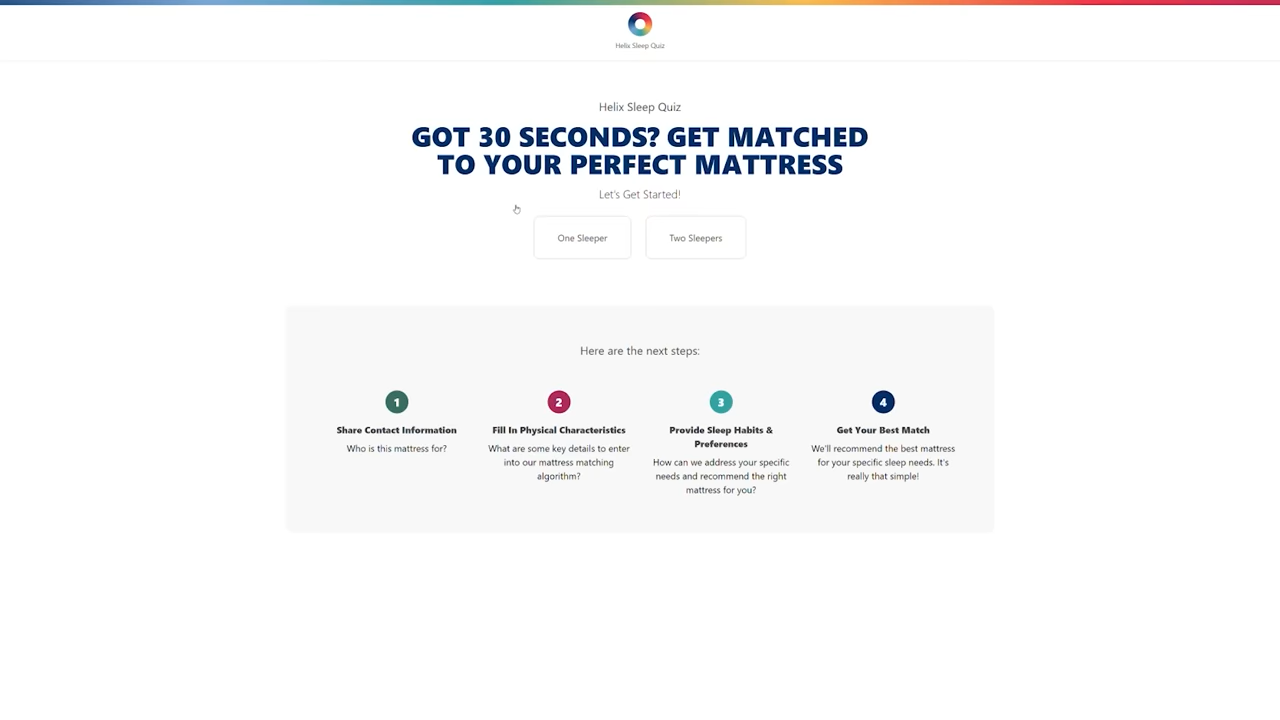 Helix Sleep Quiz
Helix Sleep Quiz
GOT 30 SECONDS? GET MATCHED
TO YOUR PERFECT MATTRESS
Let's Get Started!
One Sleeper
Two Sleepers
Here are the next steps:
1
Share Contact Information
Who is this mattress for?
2
Fill In Physical Characteristics
What are some key details to enter
into our mattress matching
algorithm?
3
Provide Sleep Habits &
Preferences
How can we address your specific
needs and recommend the right
mattress for you?
4
Get Your Best Match
We'll recommend the best mattress
for your specific sleep needs. It's
really that simple!